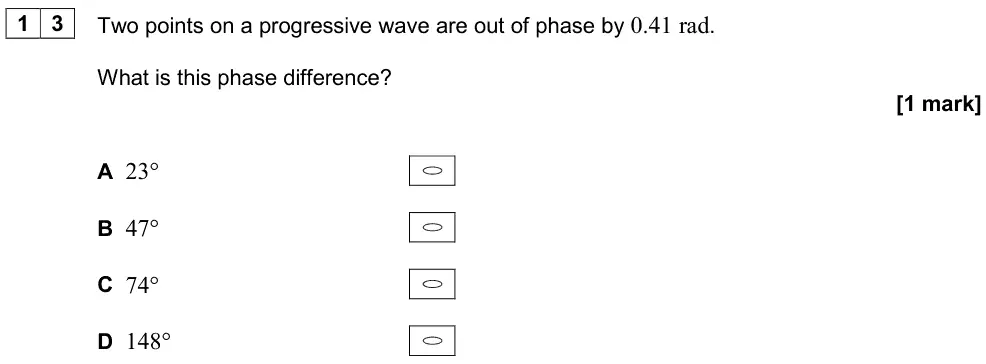 1 3 Two points on a progressive wave are out of phase by 0.41 rad.
What is this phase difference?
[1 mark]
A 23°
B 47°
C 74°
D 148°